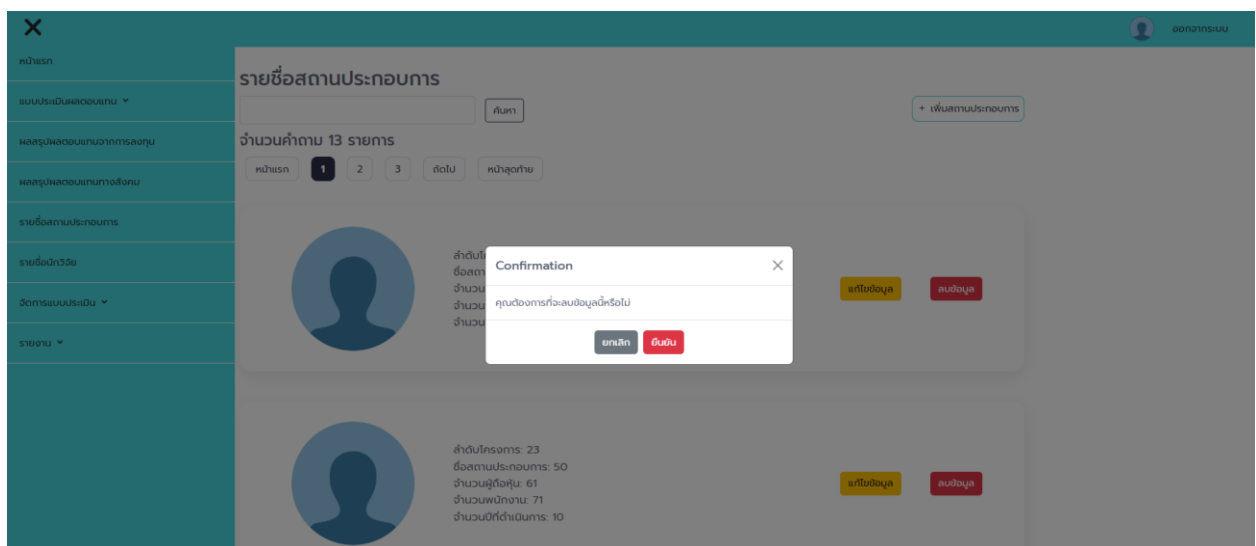 ออกจากระบบ
หน้าแรก
แบบประเมินผลตอบแทน
ผลสรุปผลตอบแทนจากการลงทุน
ผลสรุปผลตอบแทนทางสังคม
รายชื่อสถานประกอบการ
รายชื่อนักวิจัย
จัดการแบบประเมิน
รายงาน
รายชื่อสถานประกอบการ
ค้นหา
+ เพิ่มสถานประกอบการ
จำนวนคำถาม 13 รายการ
หน้าแรก 1 2 3 ถัดไป หน้าสุดท้าย
จำนวน
จำนวน
จำนวน
แก้ไขข้อมูล ลบข้อมูล
Confirmation
คุณต้องการที่จะลบข้อมูลนี้หรือไม่
ยกเลิก ยืนยัน
ลำดับโครงการ: 23
ชื่อสถานประกอบการ: 50
จำนวนผู้ถือหุ้น: 61
จำนวนพนักงาน: 71
จำนวนปีที่ดำเนินการ: 10
แก้ไขข้อมูล ลบข้อมูล